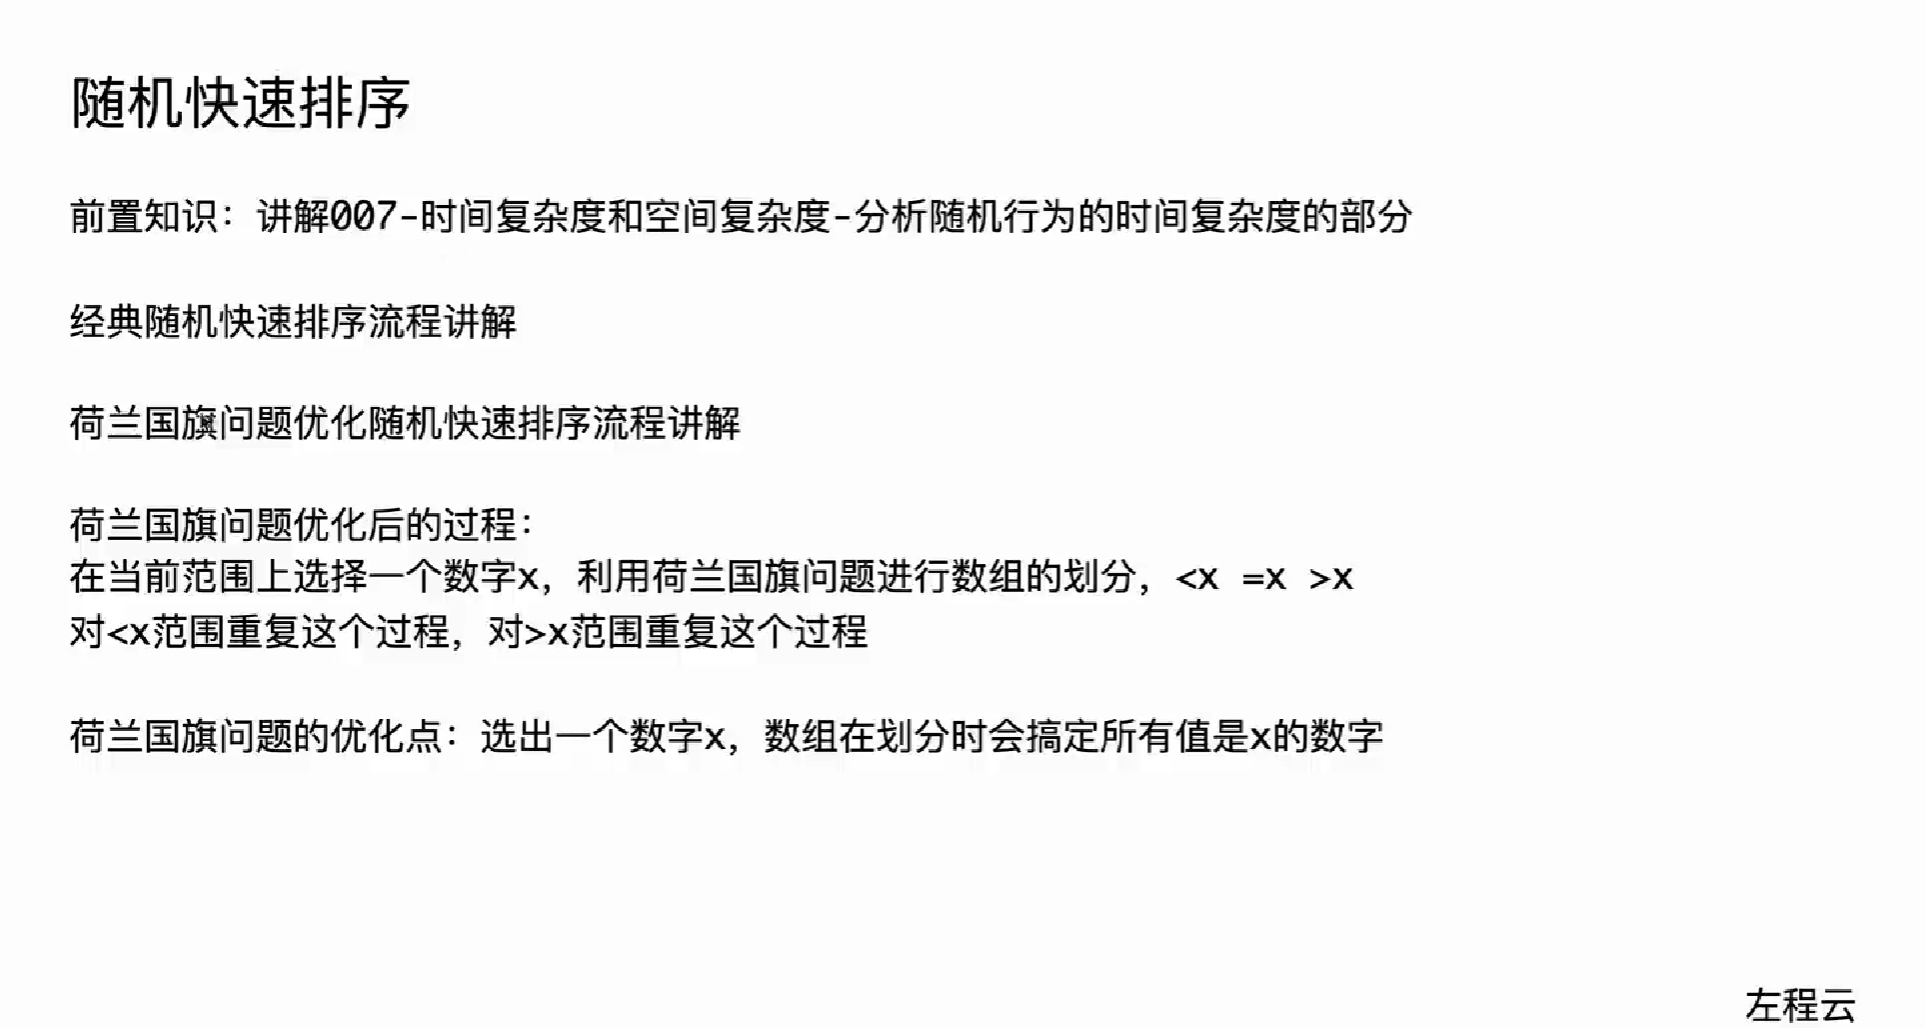 随机快速排序
前置知识：讲解007-时间复杂度和空间复杂度-分析随机行为的时间复杂度的部分
经典随机快速排序流程讲解
荷兰国旗问题优化随机快速排序流程讲解
荷兰国旗问题优化后的过程：
在当前范围上选择一个数字x，利用荷兰国旗问题进行数组的划分，<x =x >x
对<x范围重复这个过程，对>x范围重复这个过程
荷兰国旗问题的优化点：选出一个数字x，数组在划分时会搞定所有值是x的数字
左程云